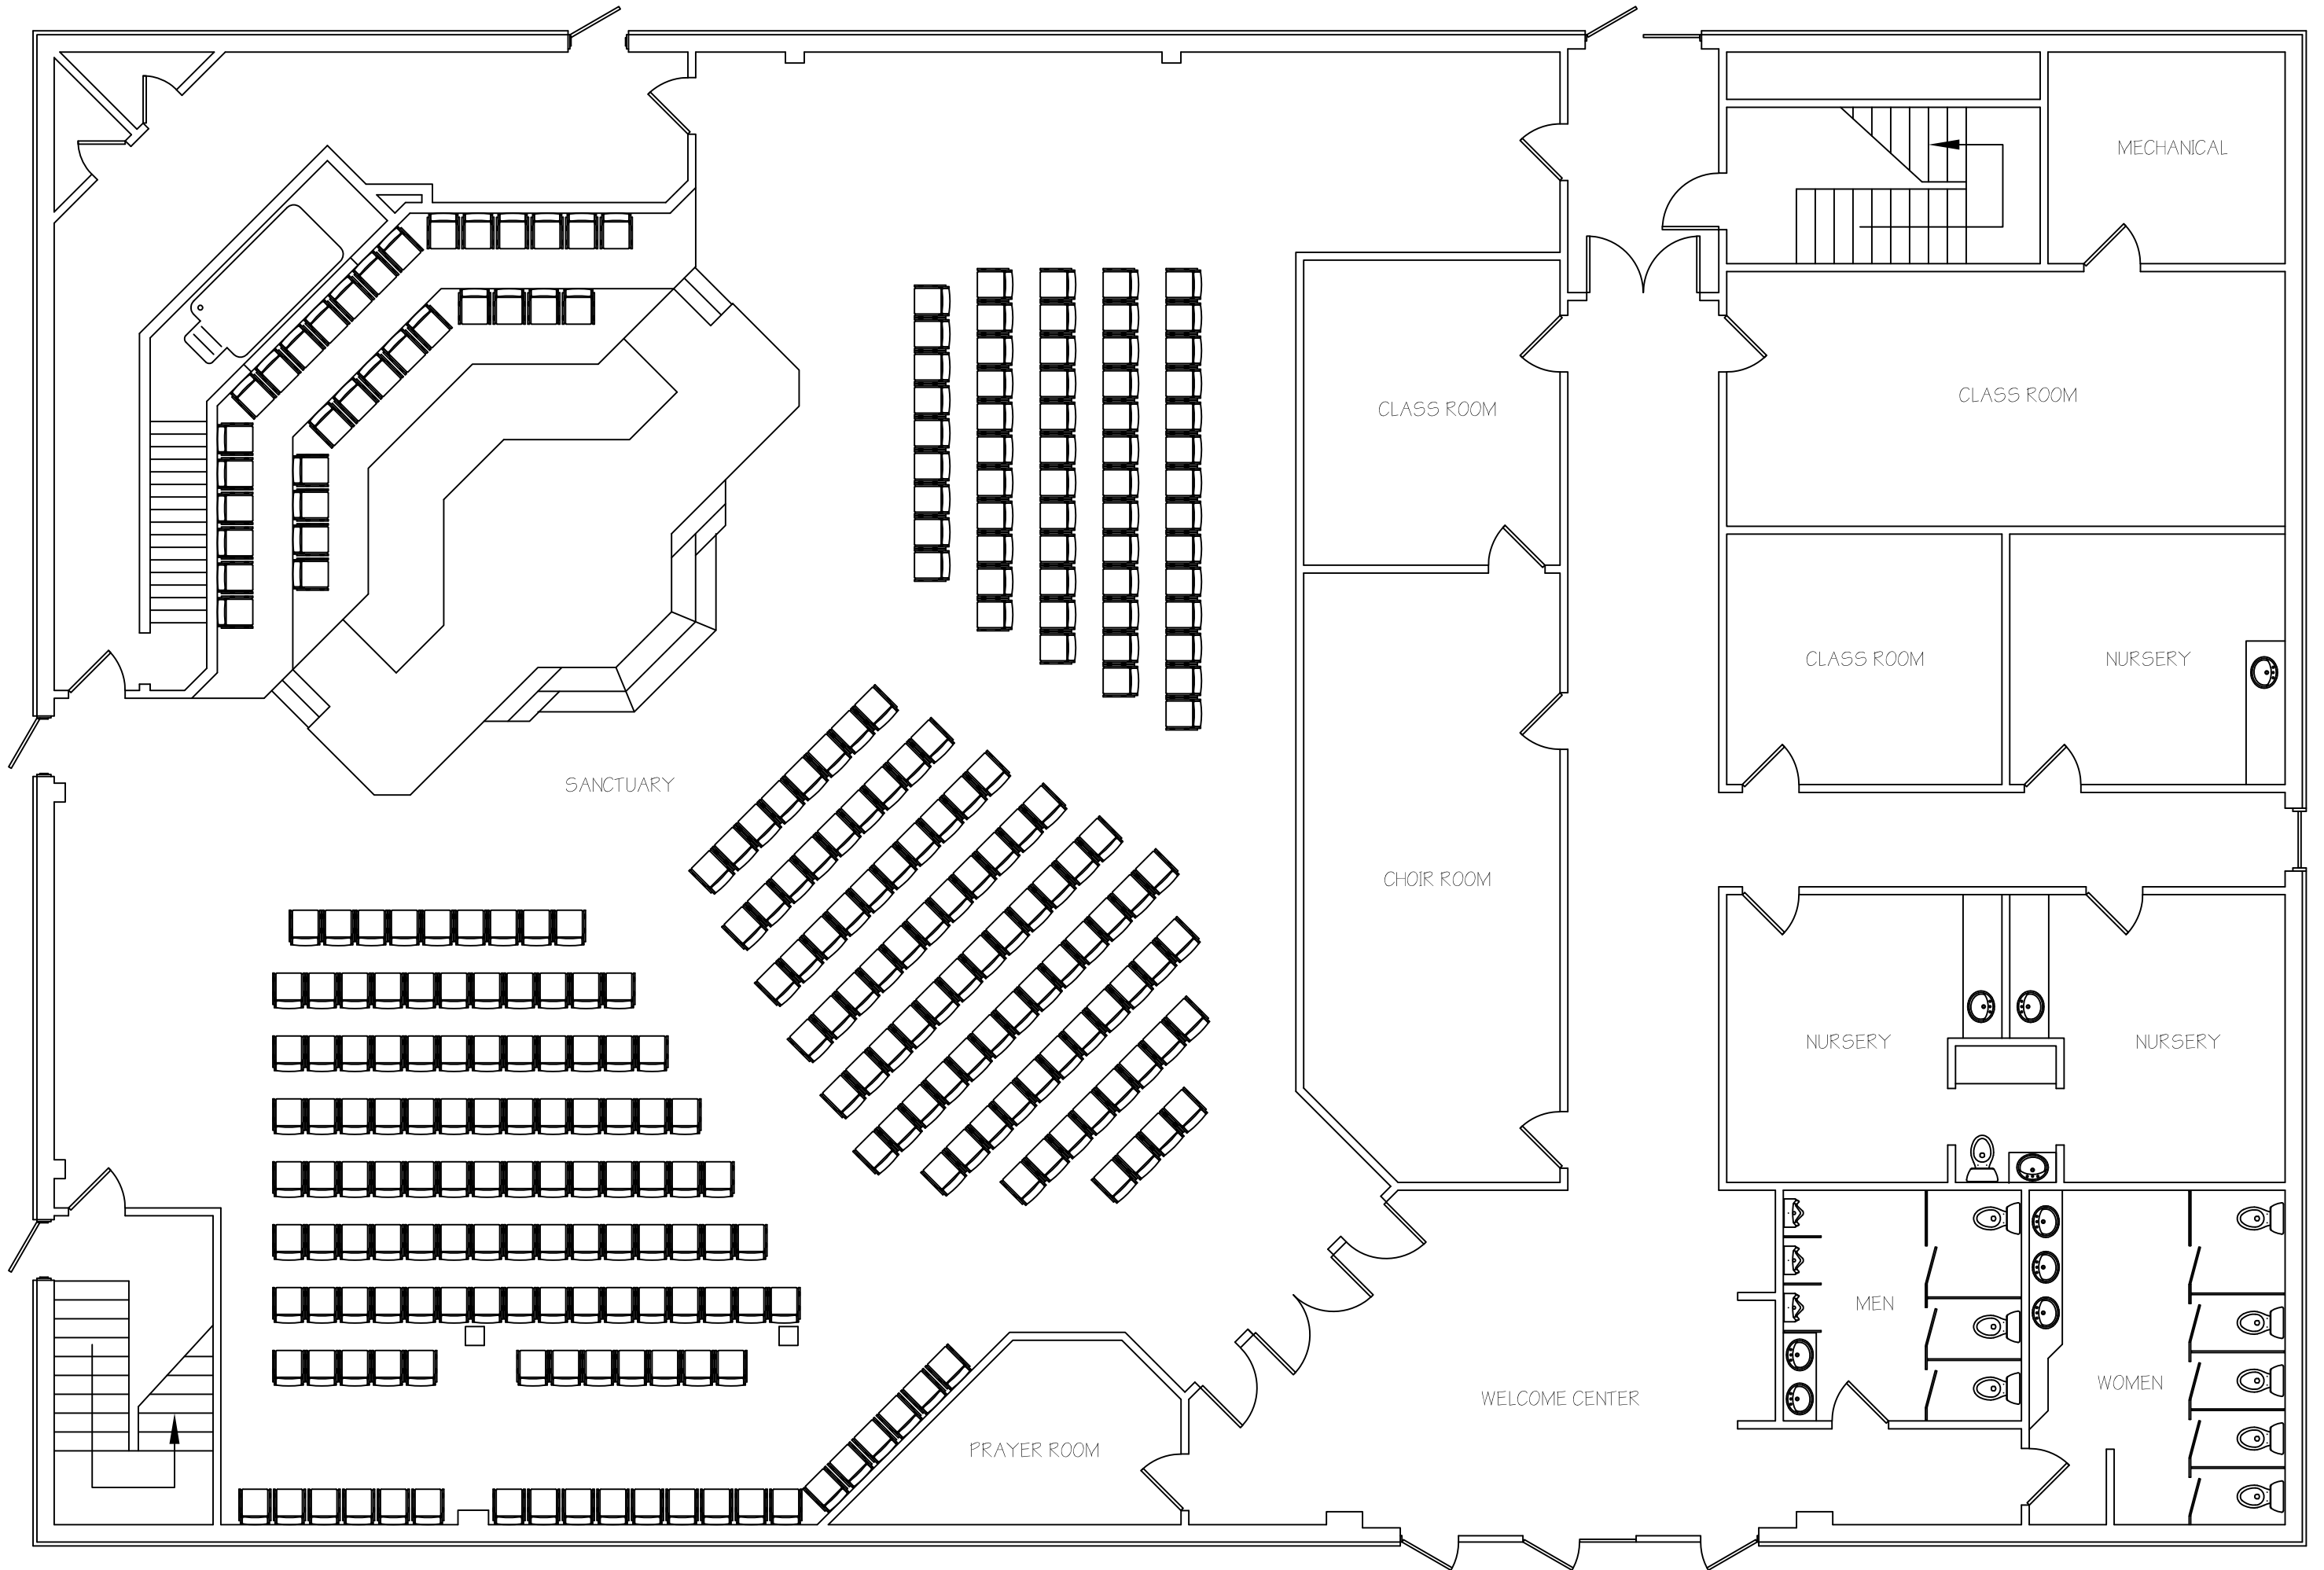 MECHANICAL
CLASS ROOM
CLASS ROOM
CLASS ROOM
NURSERY
SANCTUARY
CHOIR ROOM
NURSERY
NURSERY
MEN
WOMEN
WELCOME CENTER
PRAYER ROOM